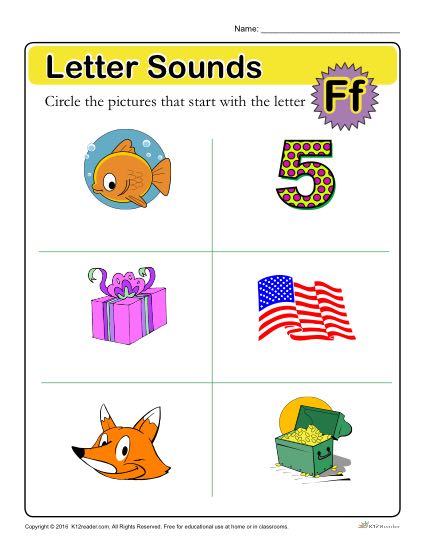 Name: ____________________
Letter Sounds
Circle the pictures that start with the letter
Ff
5
Copyright © 2016 K12reader.com. All Rights Reserved. Free for educational use at home or in classrooms.
K12Reader